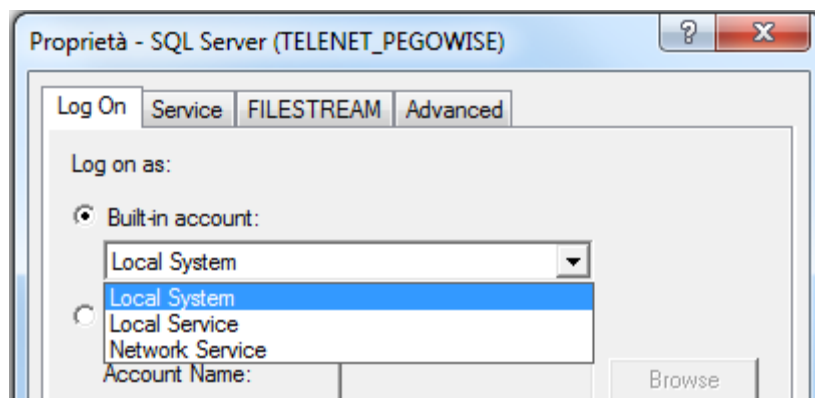 Proprietà - SQL Server (TELENET_PEGOWISE)
?
X
Log On Service FILESTREAM Advanced
Log on as:
Built-in account:
Local System
Local System
Local Service
Network Service
Account Name:
Browse